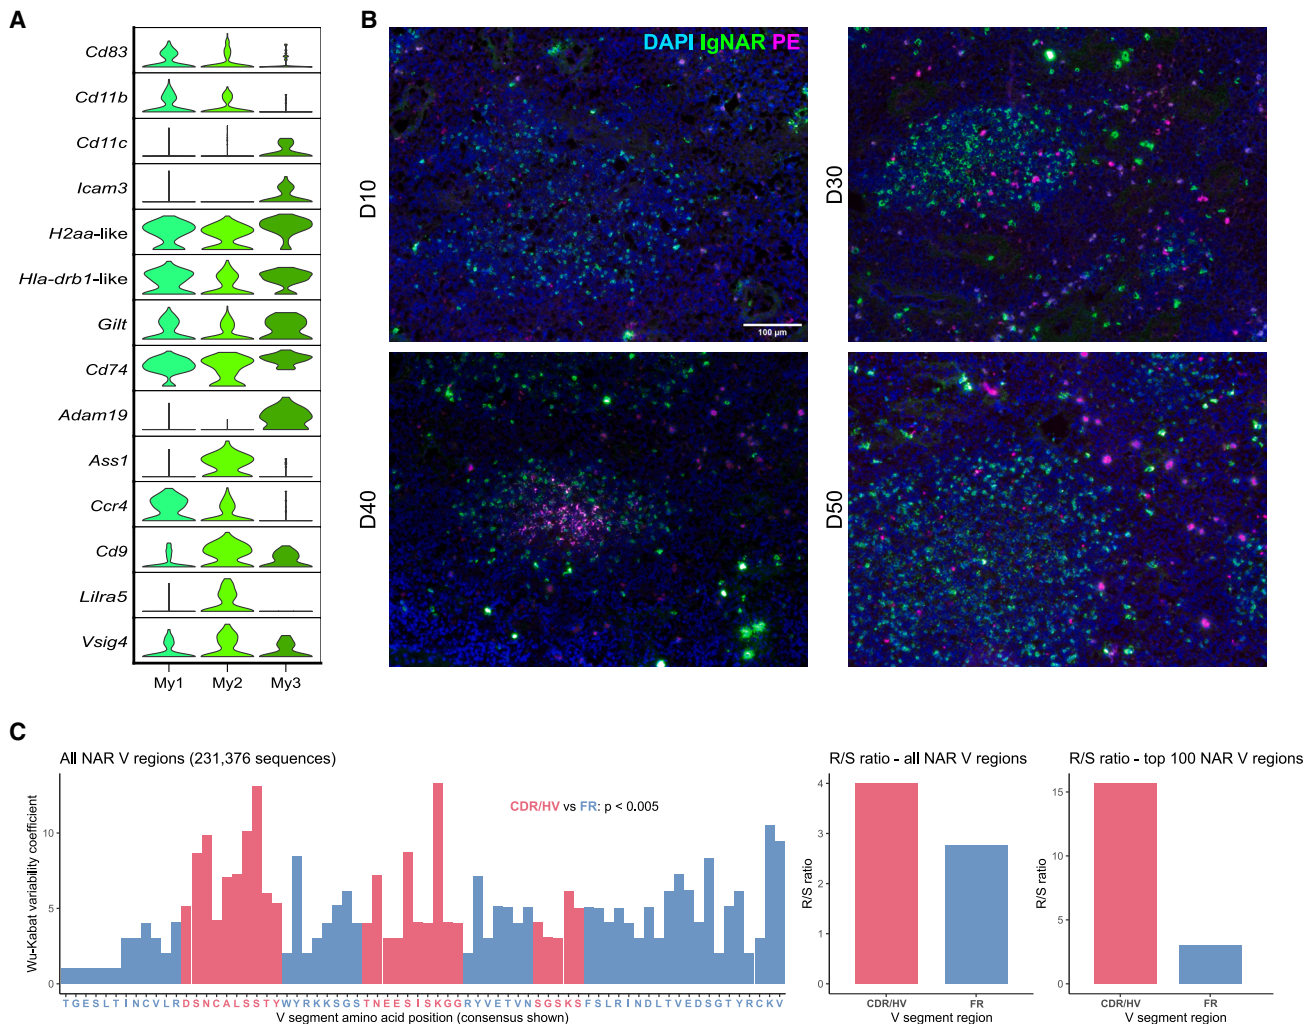 A
Cd83
Cd11b
Cd11c
Icam3
H2aa-like
Hla-drb1-like
Gilt
Cd74
Adam19
Ass1
Ccr4
Cd9
Lilra5
Vsig4
My1 My2 My3
B
DAPI IgNAR PE
D10
100 µm
D30
D40
D50
C
All NAR V regions (231,376 sequences)
Wu-Kabat variability coefficient
10
5
0
CDR/HV vs FR: p < 0.005
TGESLTINCVLRDSNCALSSTYWYRKKSGSTNEESISKGGRYVETVNSGSKSFSLRINDLTVEDSGTYRCKV
V segment amino acid position (consensus shown)
R/S ratio - all NAR V regions
R/S ratio
4
3
2
1
0
CDR/HV FR
V segment region
R/S ratio - top 100 NAR V regions
R/S ratio
15
10
5
0
CDR/HV FR
V segment region